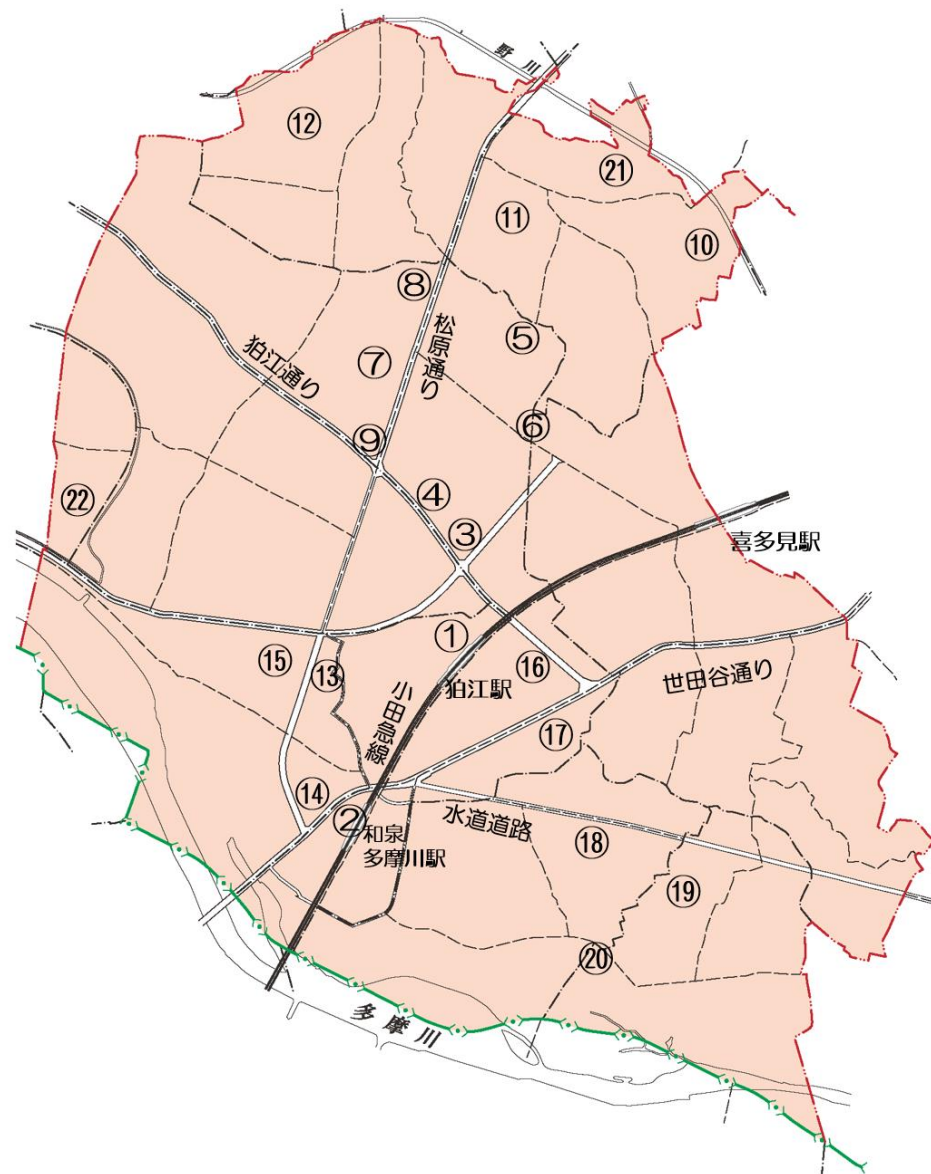 野川
⑫
㉑
⑪
⑩
⑧
松原通り
⑤
狛江通り
⑦
⑥
⑨
④
㉒
③
喜多見駅
①
⑮
⑬
⑯
狛江駅
世田谷通り
小田急線
⑰
⑭
②
和泉
多摩川駅
水道道路
⑱
⑲
⑳
多摩川